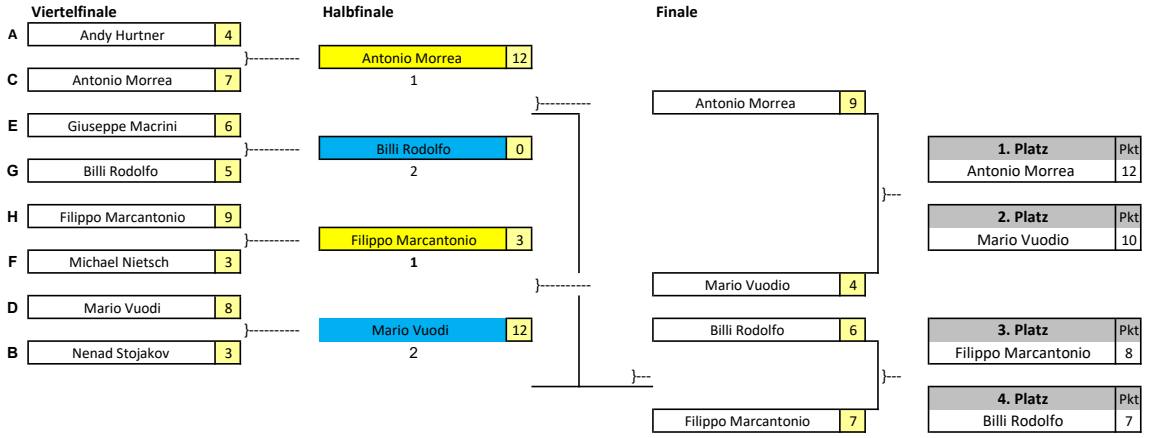 Viertelfinale Halbfinale Finale
A Andy Hurtner 4
}---------- Antonio Morrea 12
1
C Antonio Morrea 7
}---------- Antonio Morrea 9
E Giuseppe Macrini 6
}---------- Billi Rodolfo 0
2
1. Platz Pkt
G Billi Rodolfo 5
Antonio Morrea 12
}---
H Filippo Marcantonio 9
2. Platz Pkt
}---------- Filippo Marcantonio 3
Mario Vuodio 10
1
F Michael Nietsch 3
}---------- Mario Vuodio 4
D Mario Vuodi 8
}---------- Mario Vuodi 12
2
Billi Rodolfo 6
3. Platz Pkt
B Nenad Stojakov 3
Filippo Marcantonio 8
}--- }---
4. Platz Pkt
Filippo Marcantonio 7
Billi Rodolfo 7